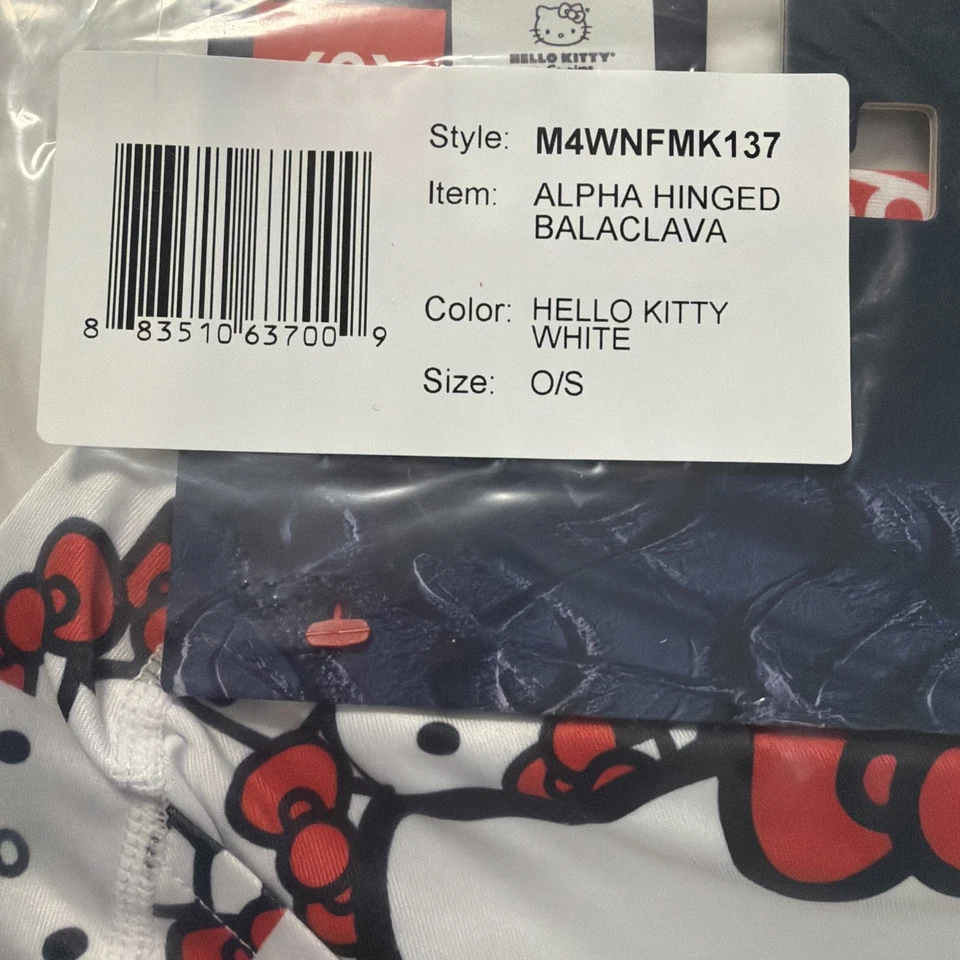 HELLO KITTY®
Style: M4WNFMK137
Item: ALPHA HINGED
BALACLAVA
Color: HELLO KITTY
WHITE
Size: O/S
8 83510 63700 9